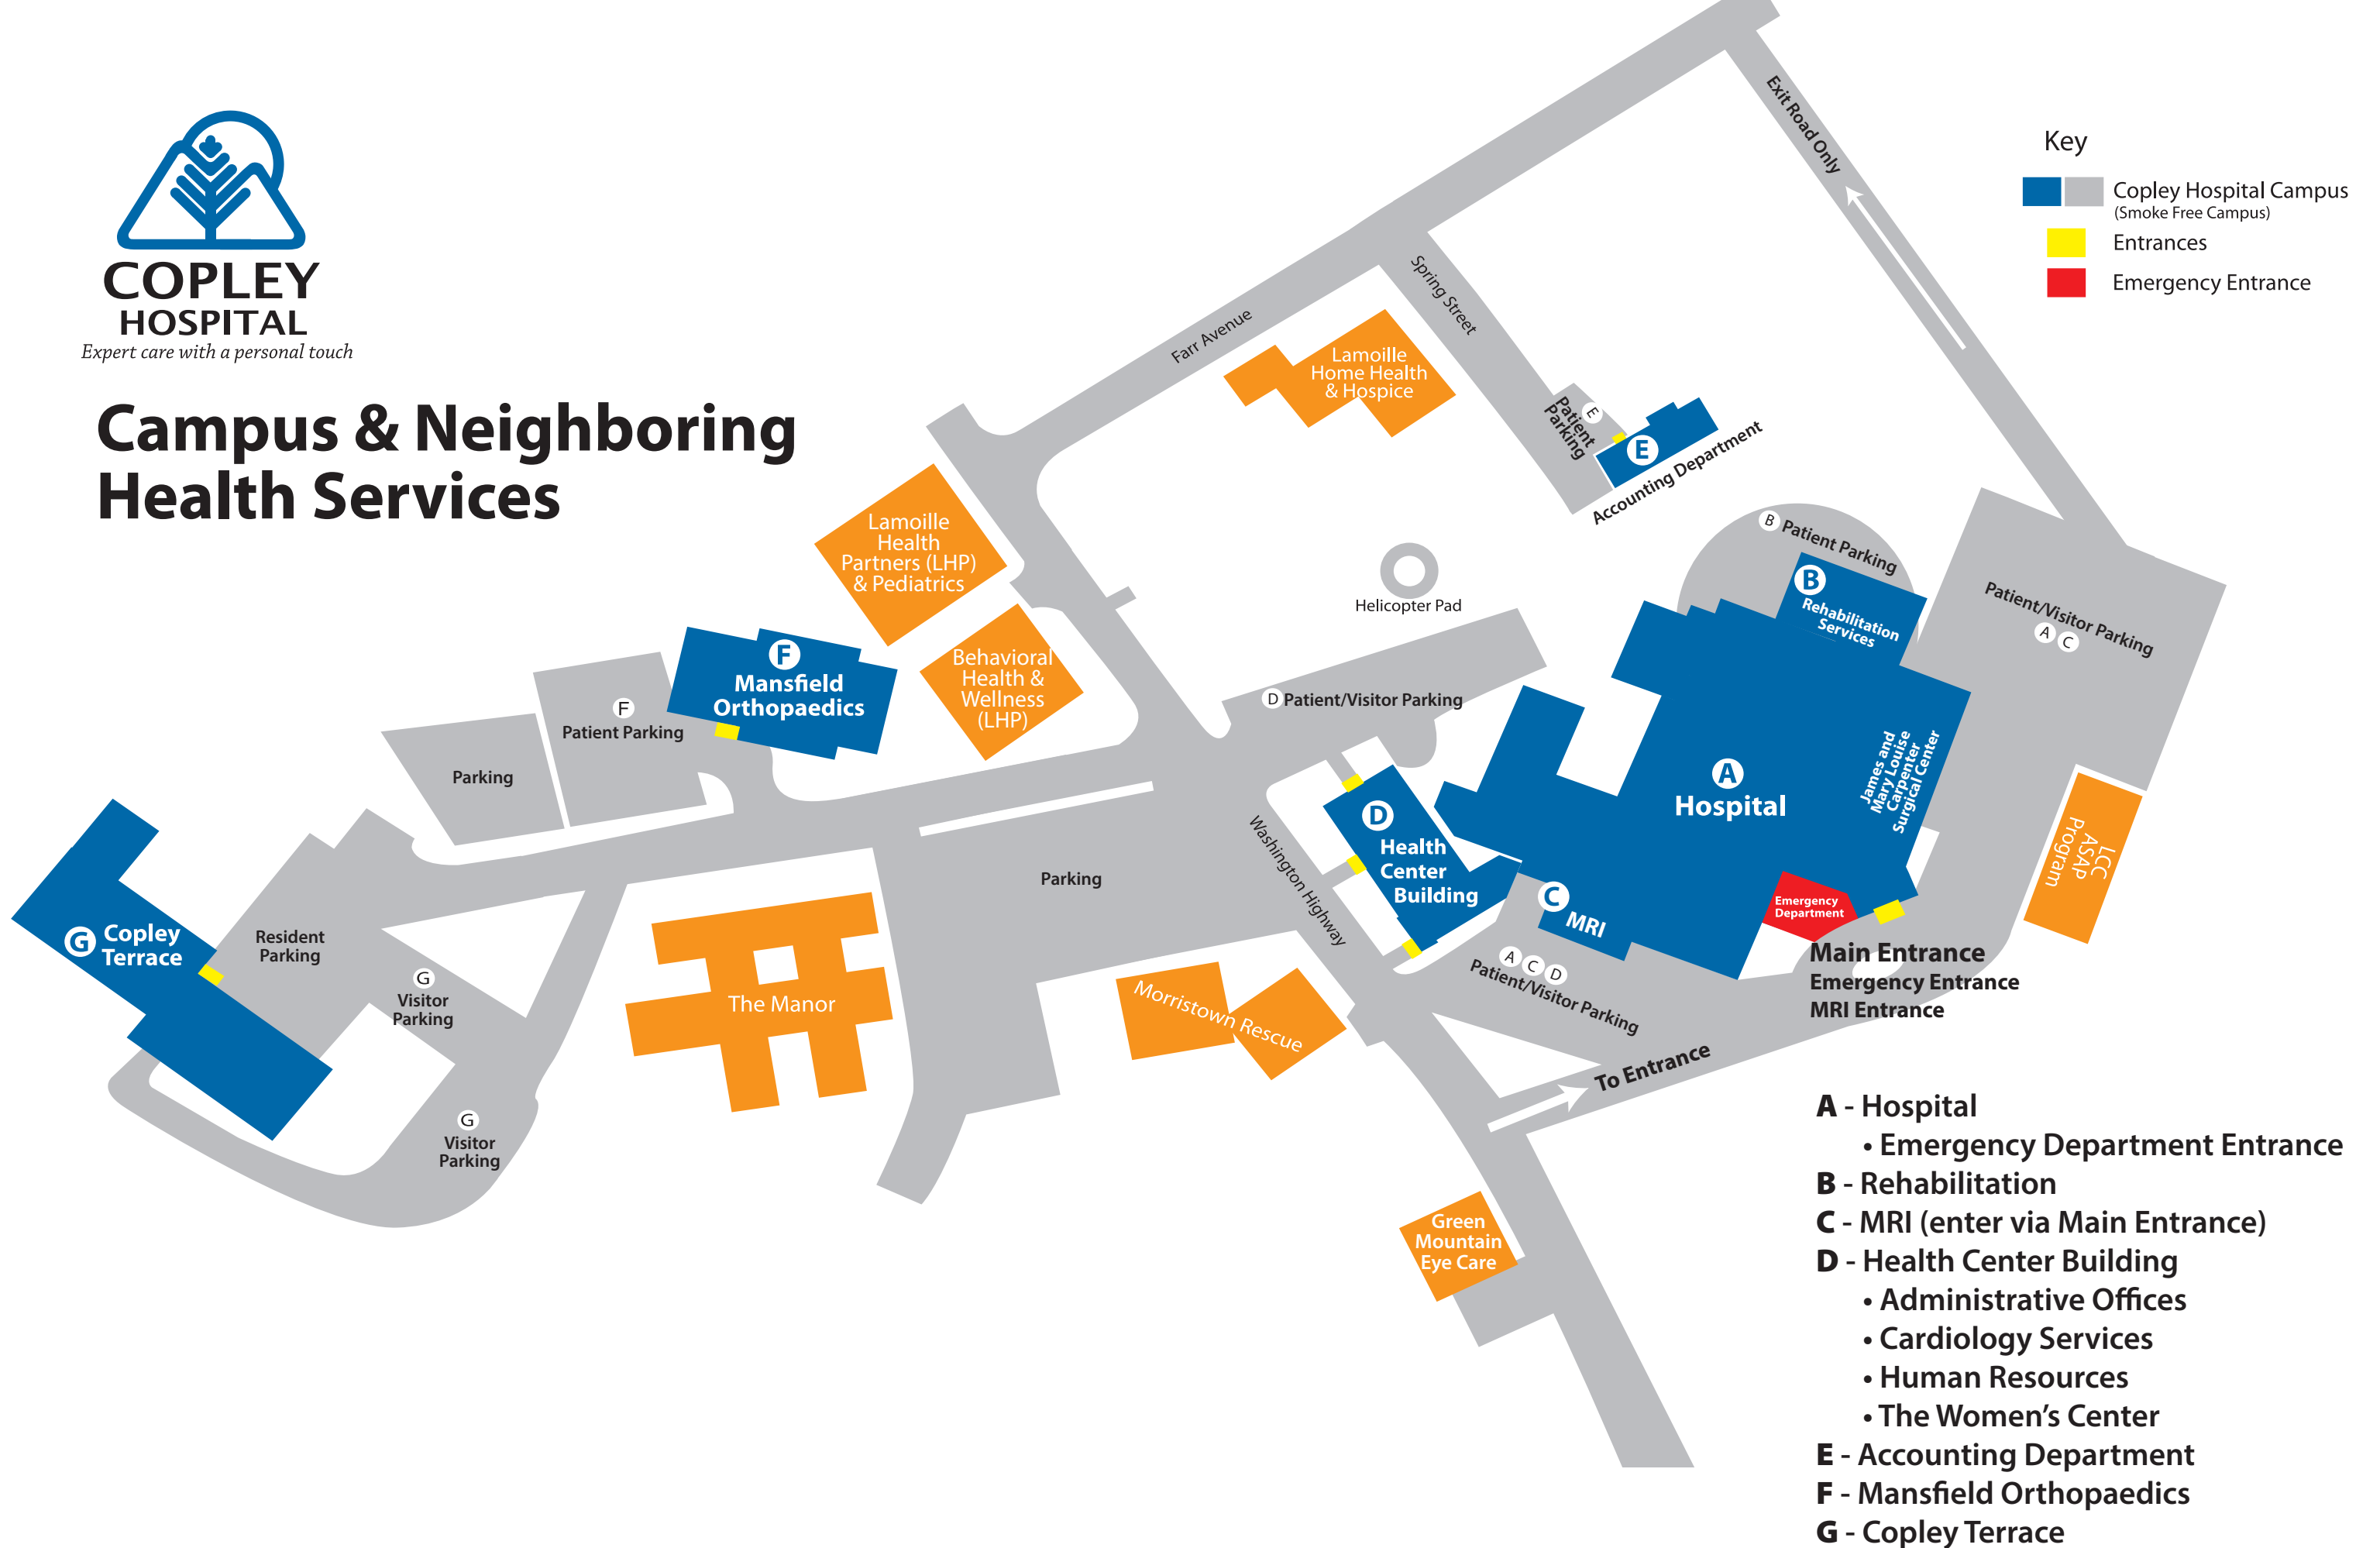 COPLEY
HOSPITAL
Expert care with a personal touch
Campus & Neighboring
Health Services
Key
Copley Hospital Campus
(Smoke Free Campus)
Entrances
Emergency Entrance
Exit Road Only
Farr Avenue
Spring Street
Lamoille
Home Health
& Hospice
E
Patient
Parking
E
Accounting Department
Lamoille
Health
Partners (LHP)
& Pediatrics
Behavioral
Health &
Wellness
(LHP)
Helicopter Pad
B Patient Parking
B
Rehabilitation
Services
Patient/Visitor Parking
A C
F
Mansfield
Orthopaedics
F
Patient Parking
Parking
D Patient/Visitor Parking
A
Hospital
James and
Mary Louise
Carpenter
Surgical Center
LCC
ASAP
Program
D
Health
Center
Building
Washington Highway
Parking
C
MRI
Emergency
Department
Main Entrance
Emergency Entrance
MRI Entrance
A C D
Patient/Visitor Parking
To Entrance
G
Copley
Terrace
Resident
Parking
G
Visitor
Parking
G
Visitor
Parking
The Manor
Morristown Rescue
Green
Mountain
Eye Care
A - Hospital
• Emergency Department Entrance
B - Rehabilitation
C - MRI (enter via Main Entrance)
D - Health Center Building
• Administrative Offices
• Cardiology Services
• Human Resources
• The Women’s Center
E - Accounting Department
F - Mansfield Orthopaedics
G - Copley Terrace